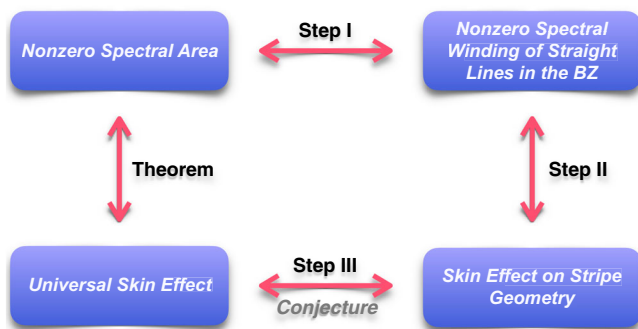 Nonzero Spectral Area
Step I
Nonzero Spectral
Winding of Straight
Lines in the BZ
Theorem
Step II
Universal Skin Effect
Step III
Conjecture
Skin Effect on Stripe
Geometry